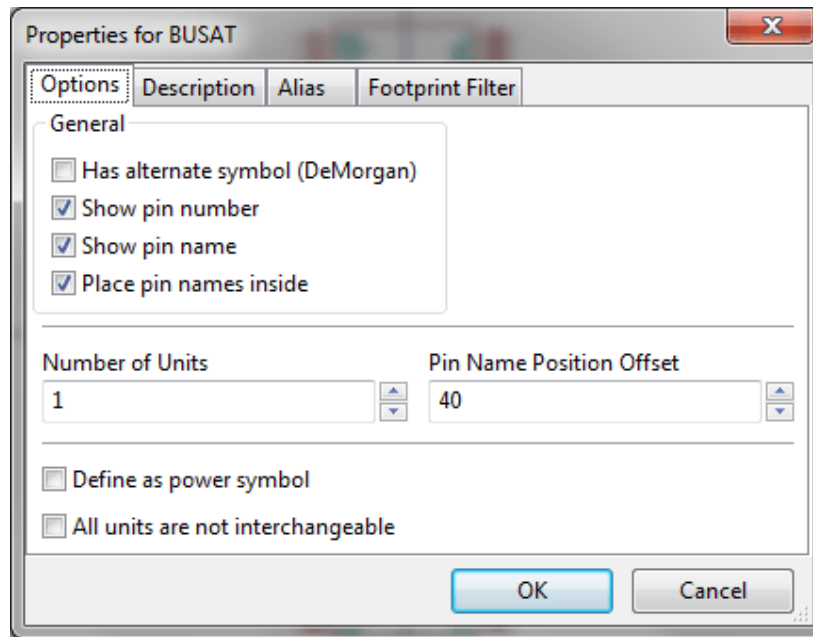 Properties for BUSAT
Options Description Alias Footprint Filter
General
Has alternate symbol (DeMorgan)
Show pin number
Show pin name
Place pin names inside
Number of Units Pin Name Position Offset
1 40
Define as power symbol
All units are not interchangeable
OK Cancel